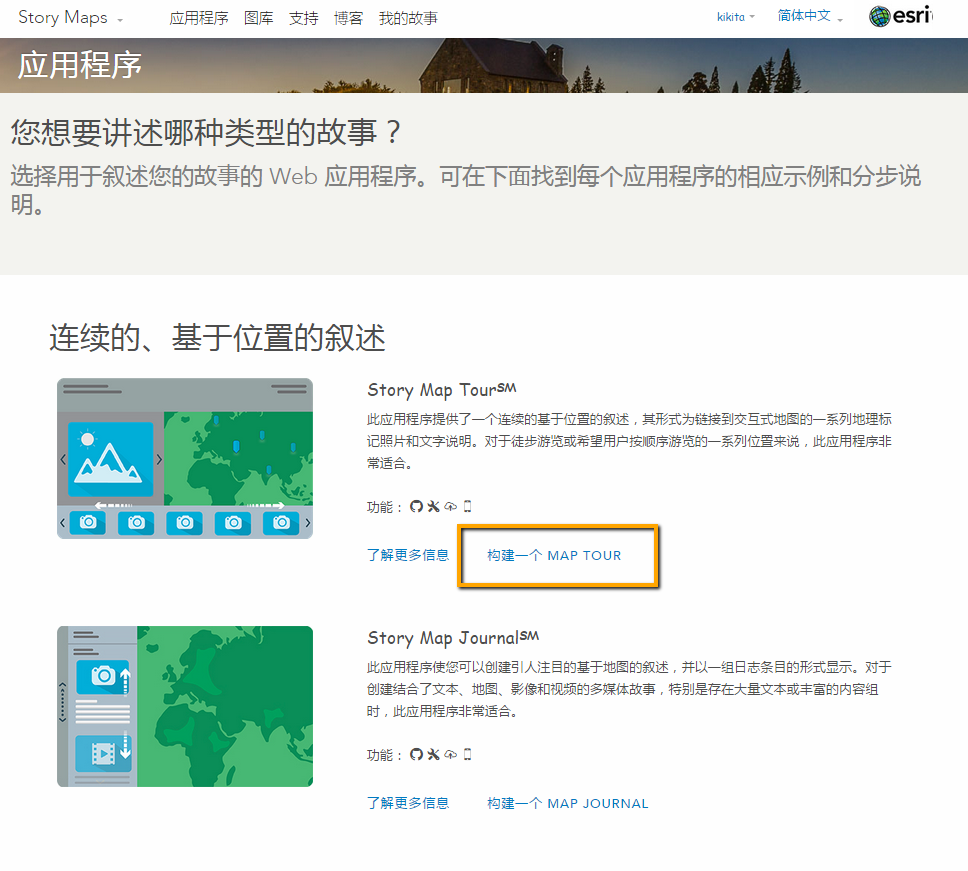 Story Maps
应用程序 图库 支持 博客 我的故事
kikita
简体中文
esri
应用程序
您想要讲述哪种类型的故事？
选择用于叙述您的故事的 Web 应用程序。可在下面找到每个应用程序的相应示例和分步说
明。
连续的、基于位置的叙述
Story Map Tour℠
此应用程序提供了一个连续的基于位置的叙述，其形式为链接到交互式地图的一系列地理标
记照片和文字说明。对于徒步游览或希望用户按顺序游览的一系列位置来说，此应用程序非
常适合。
功能：
了解更多信息 构建一个 MAP TOUR
Story Map Journal℠
此应用程序使您可以创建引人注目的基于地图的叙述，并以一组日志条目的形式显示。对于
创建结合了文本、地图、影像和视频的多媒体故事，特别是存在大量文本或丰富的内容组
时，此应用程序非常适合。
功能：
了解更多信息 构建一个 MAP JOURNAL